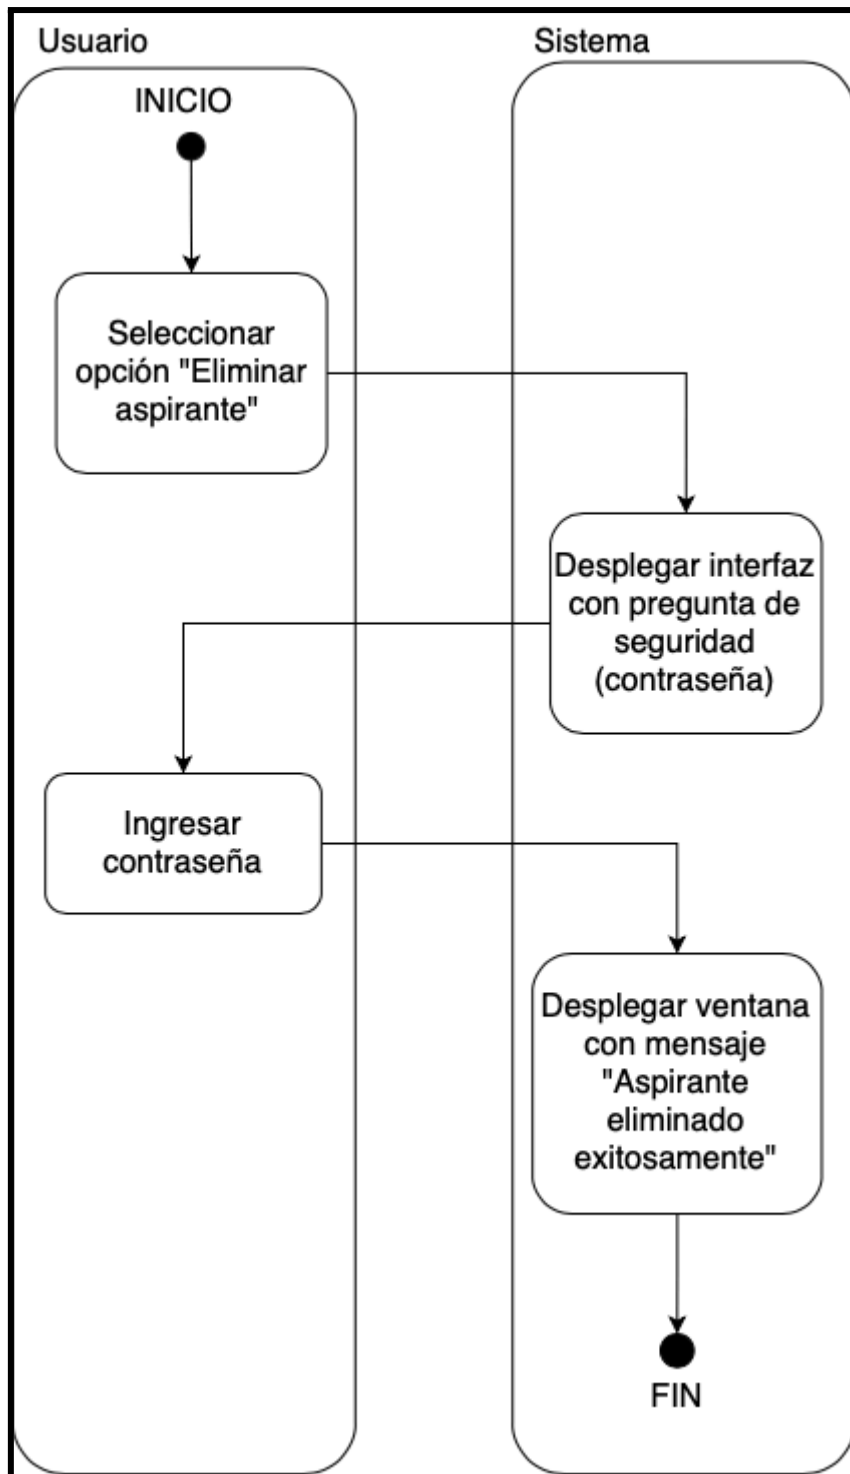 Usuario
Sistema
INICIO
Seleccionar
opción "Eliminar
aspirante"
Desplegar interfaz
con pregunta de
seguridad
(contraseña)
Ingresar
contraseña
Desplegar ventana
con mensaje
"Aspirante
eliminado
exitosamente"
FIN